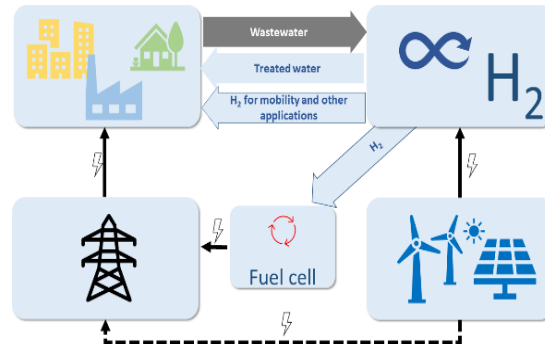 Wastewater
Treated water
H₂ for mobility and other
applications
H₂
H₂
Fuel cell